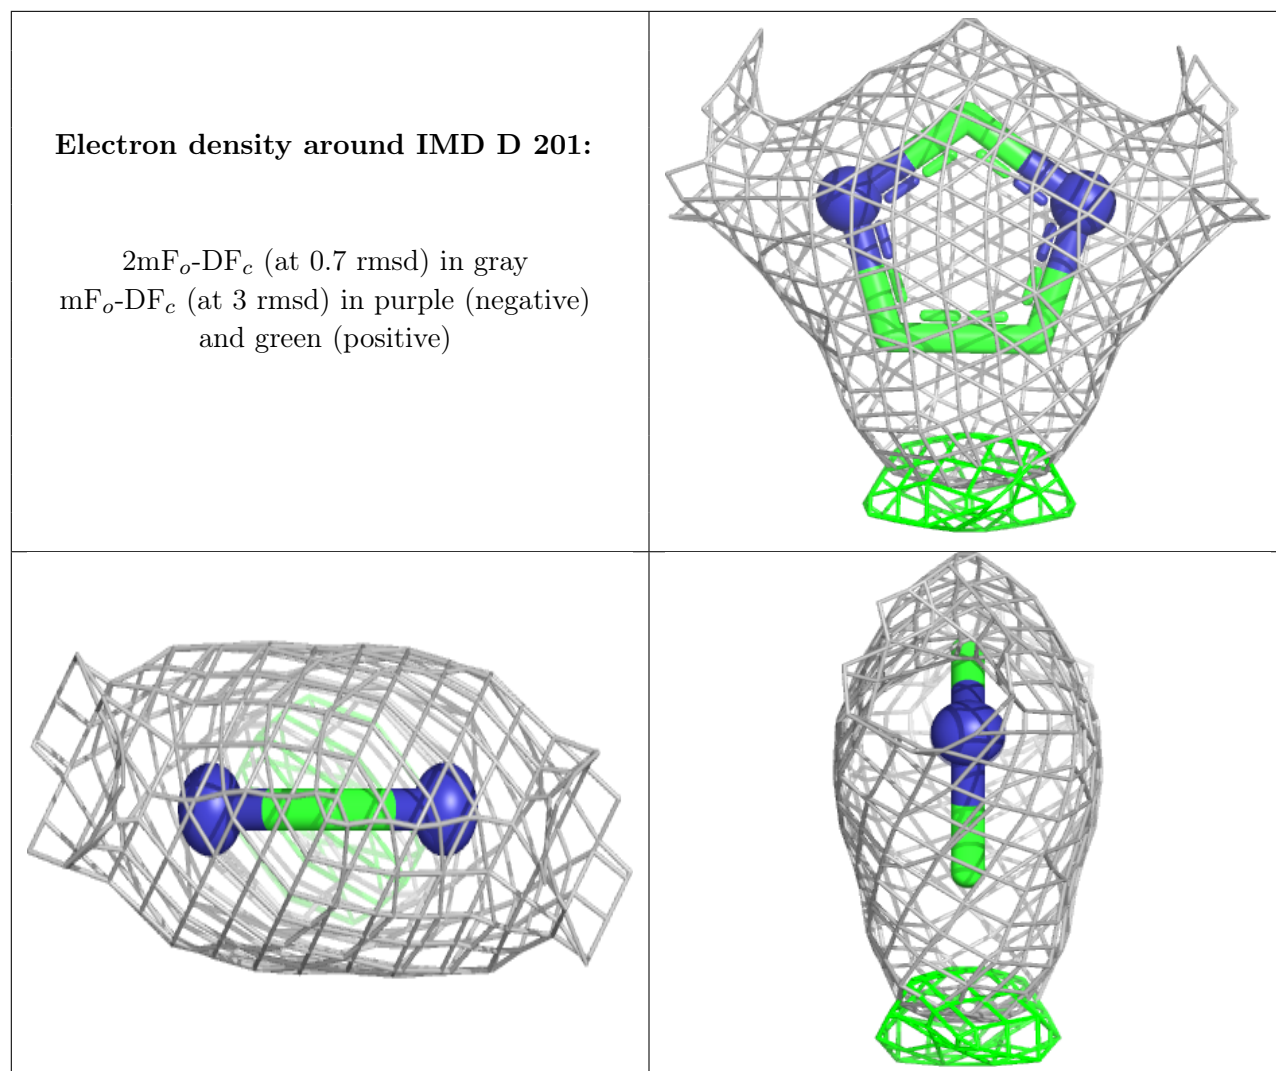 Electron density around IMD D 201:
2mFo-DFc (at 0.7 rmsd) in gray
mFo-DFc (at 3 rmsd) in purple (negative)
and green (positive)